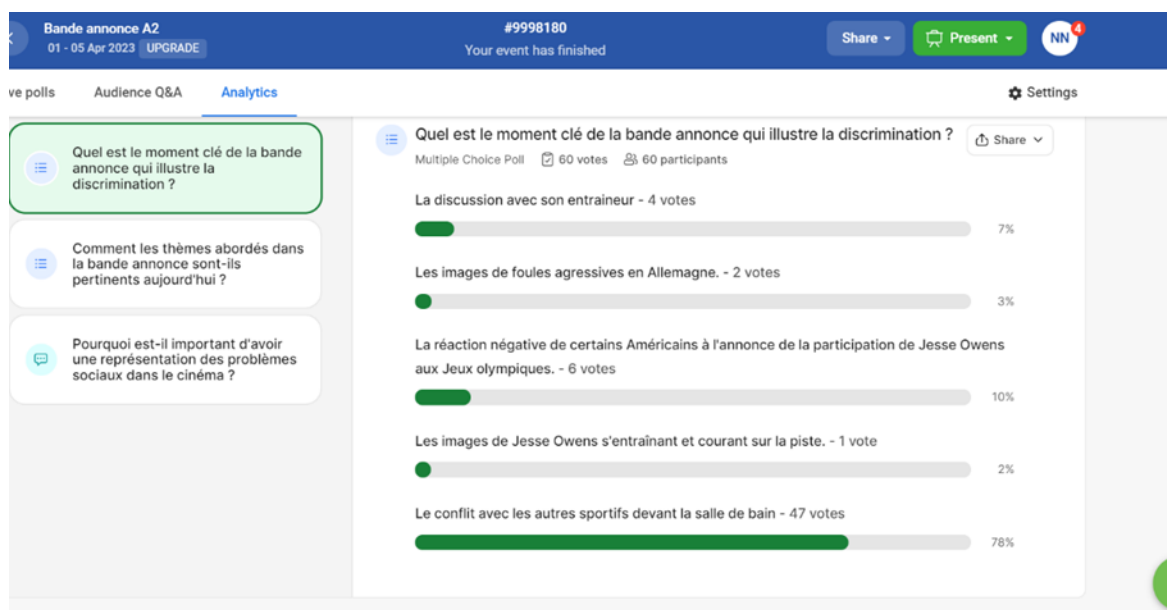 Bande annonce A2
01 - 05 Apr 2023 UPGRADE
#9998180
Your event has finished
Share
Present
NN
4
ve polls
Audience Q&A
Analytics
Settings
Quel est le moment clé de la bande
annonce qui illustre la
discrimination ?
Comment les thèmes abordés dans
la bande annonce sont-ils
pertinents aujourd'hui ?
Pourquoi est-il important d'avoir
une représentation des problèmes
sociaux dans le cinéma ?
Quel est le moment clé de la bande annonce qui illustre la discrimination ?
Share
Multiple Choice Poll 60 votes 60 participants
La discussion avec son entraineur - 4 votes
7%
Les images de foules agressives en Allemagne. - 2 votes
3%
La réaction négative de certains Américains à l'annonce de la participation de Jesse Owens
aux Jeux olympiques. - 6 votes
10%
Les images de Jesse Owens s'entraînant et courant sur la piste. - 1 vote
2%
Le conflit avec les autres sportifs devant la salle de bain - 47 votes
78%